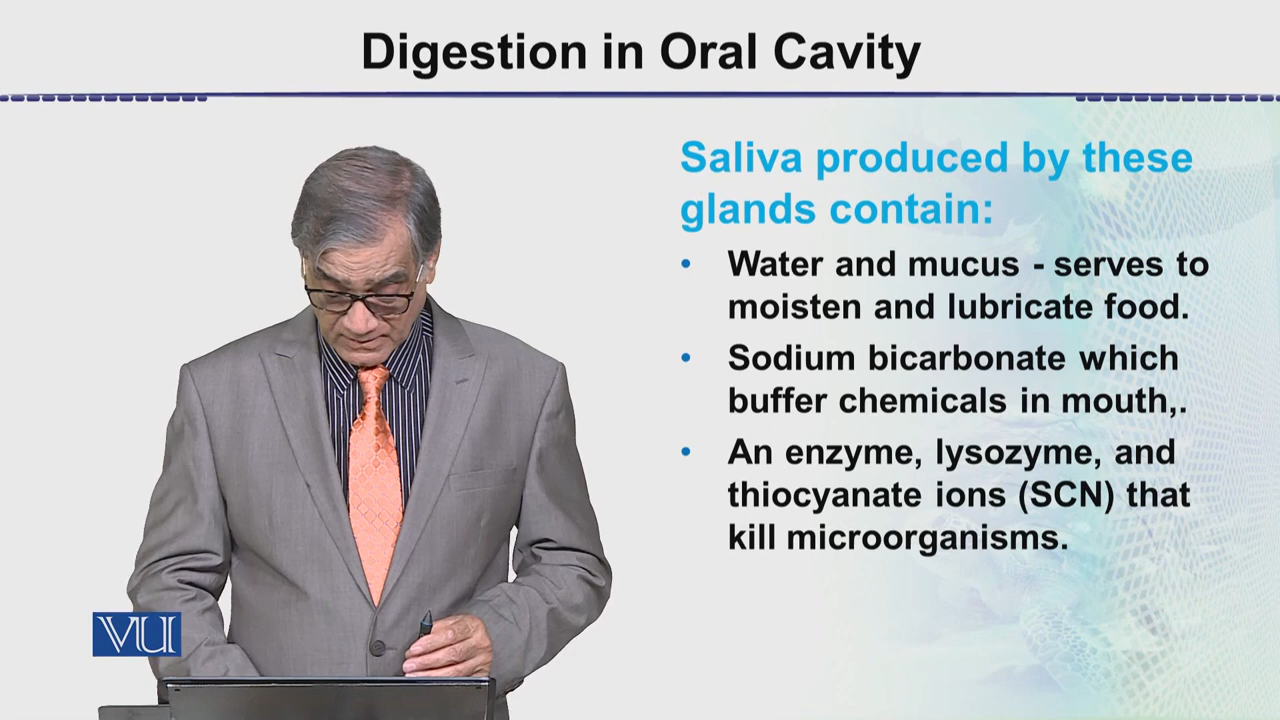 Digestion in Oral Cavity
Saliva produced by these
glands contain:
• Water and mucus - serves to
moisten and lubricate food.
• Sodium bicarbonate which
buffer chemicals in mouth,.
• An enzyme, lysozyme, and
thiocyanate ions (SCN) that
kill microorganisms.
VU